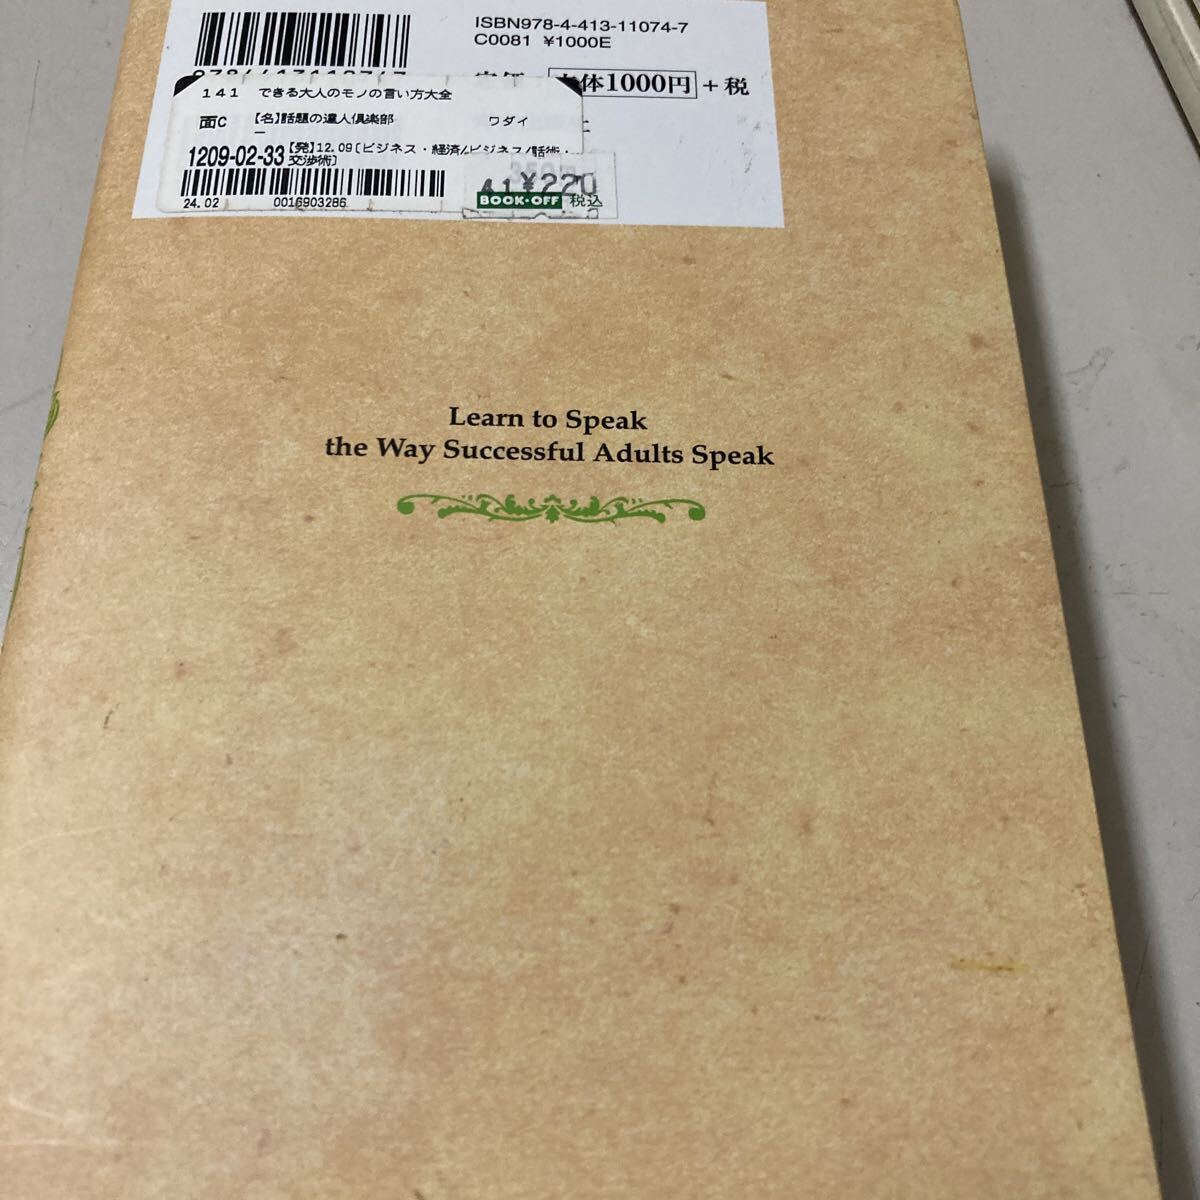 ISBN978-4-413-11074-7
C0081 ¥1000E
体1000円 +税
141 できる大人のモノの言い方大全
面C 【名】話題の達人倶楽部 ワダイ
1209-02-33 【発】12.09〔ビジネス・経済/ビジネス/話術・
交渉術〕
24.02 0016903286
41 ¥220
BOOK・OFF 税込
Learn to Speak
the Way Successful Adults Speak